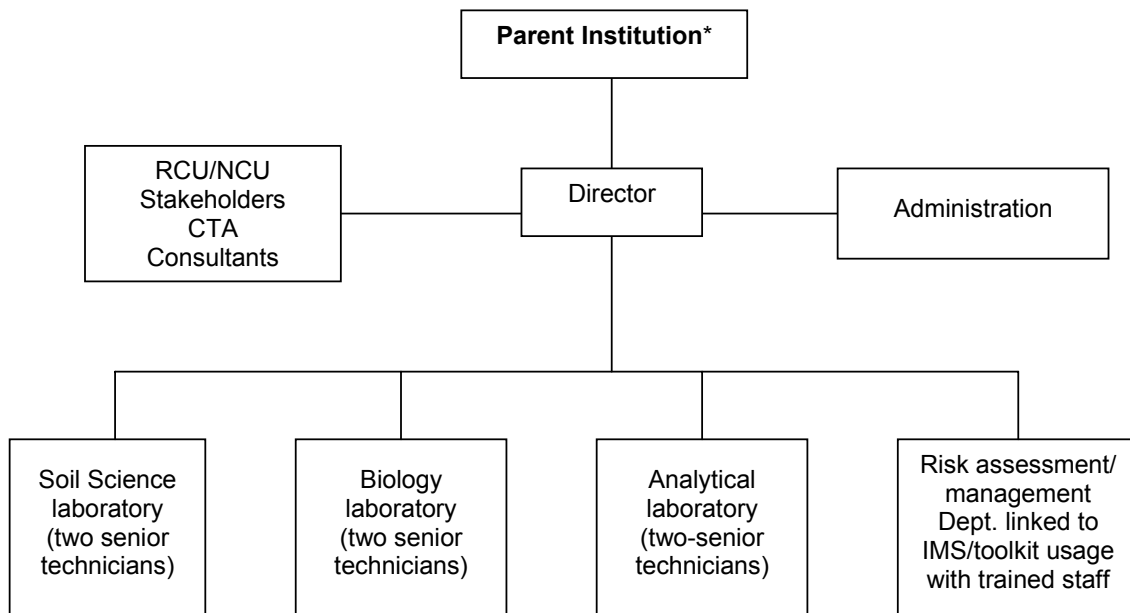 Parent Institution*
RCU/NCU
Stakeholders
CTA
Consultants
Director
Administration
Soil Science
laboratory
(two senior
technicians)
Biology
laboratory
(two senior
technicians)
Analytical
laboratory
(two-senior
technicians)
Risk assessment/
management
Dept. linked to
IMS/toolkit usage
with trained staff